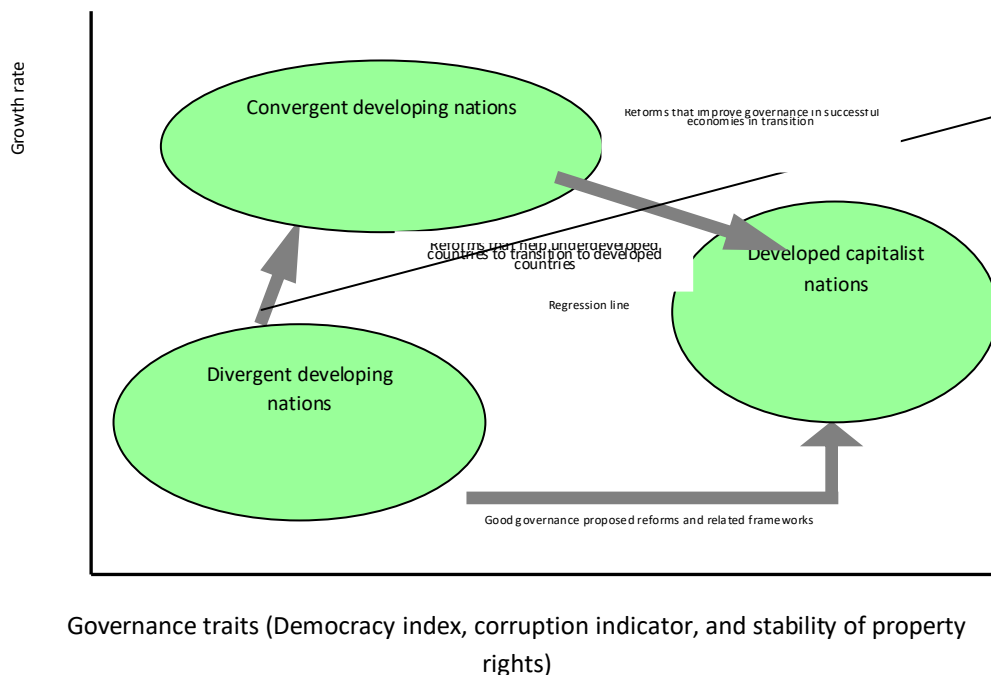 Growth rate
Convergent developing nations
Reforms that improve governance in successful
economies in transition
Reforms that help underdeveloped
countries to transition to developed
countries
Developed capitalist
nations
Regression line
Divergent developing
nations
Good governance proposed reforms and related frameworks
Governance traits (Democracy index, corruption indicator, and stability of property
rights)